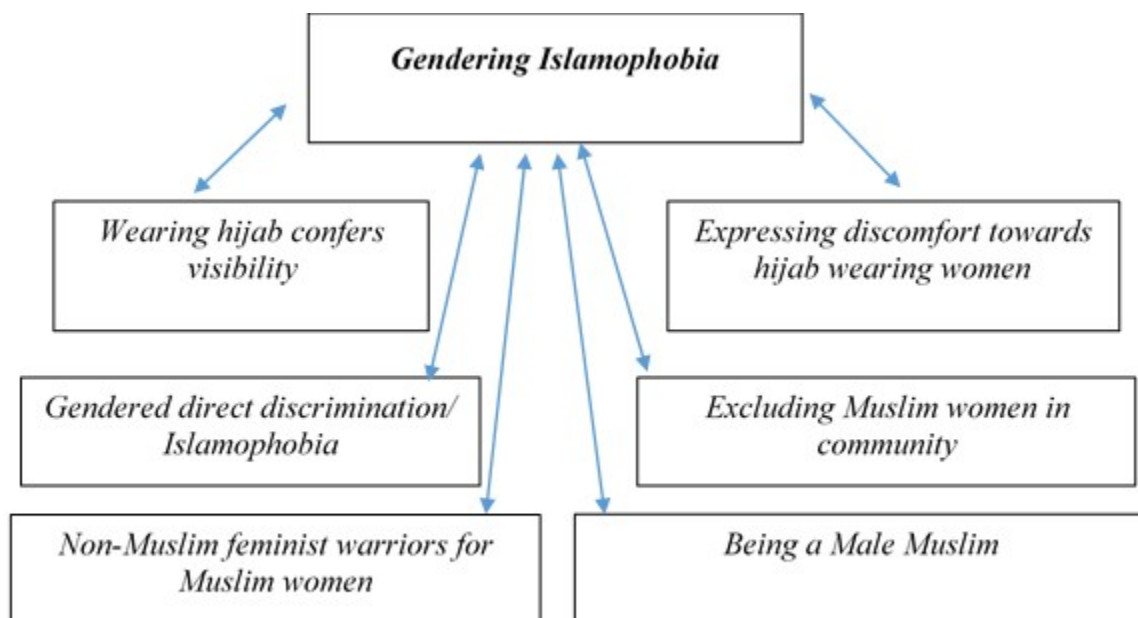 Gendering Islamophobia
Wearing hijab confers
visibility
Expressing discomfort towards
hijab wearing women
Gendered direct discrimination/
Islamophobia
Excluding Muslim women in
community
Non-Muslim feminist warriors for
Muslim women
Being a Male Muslim